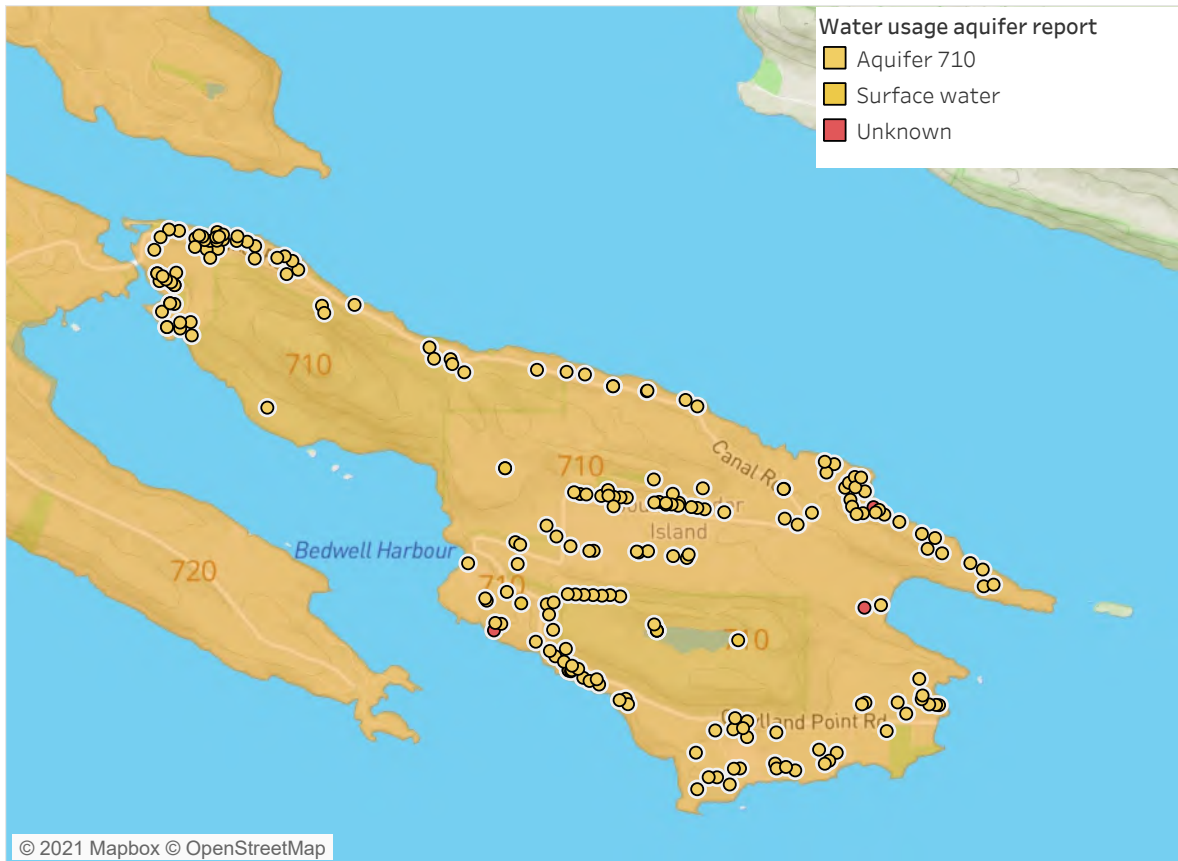 Water usage aquifer report
Aquifer 710
Surface water
Unknown
710
710
Canal Rd
Island
Bedwell Harbour
710
720
710
Point Rd
© 2021 Mapbox © OpenStreetMap